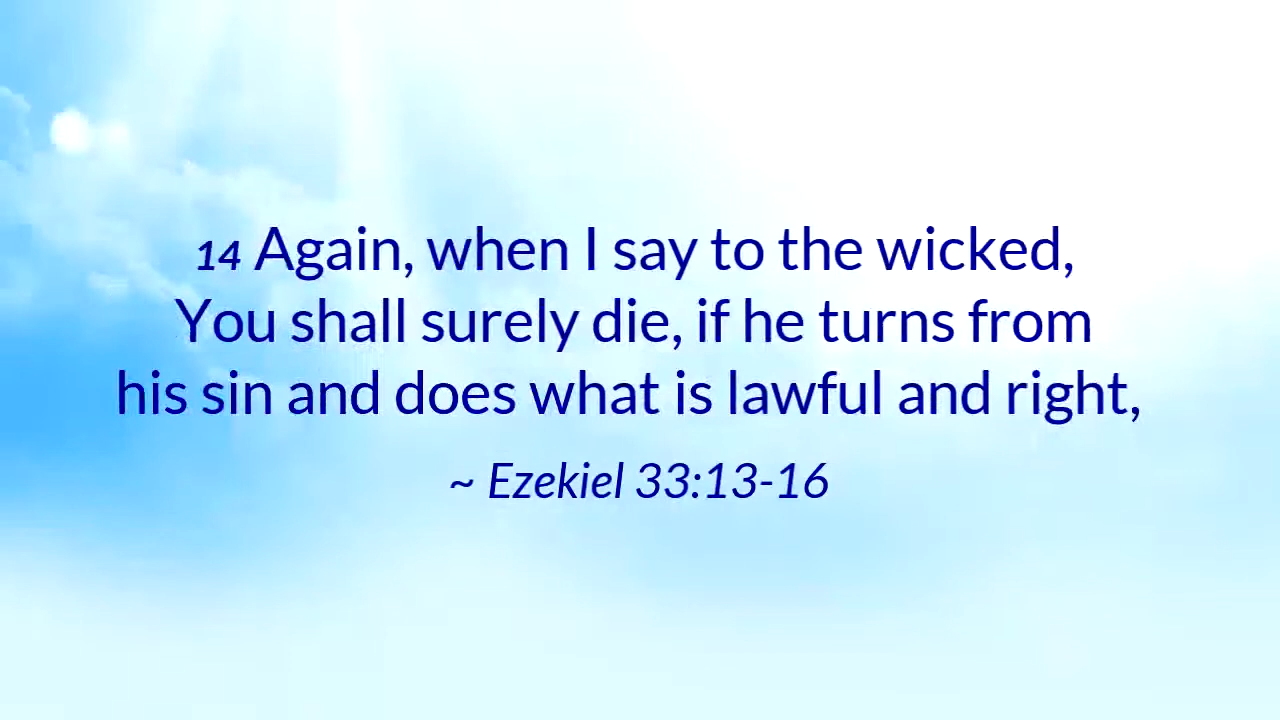 14 Again, when I say to the wicked,
You shall surely die, if he turns from
his sin and does what is lawful and right,
~ Ezekiel 33:13-16